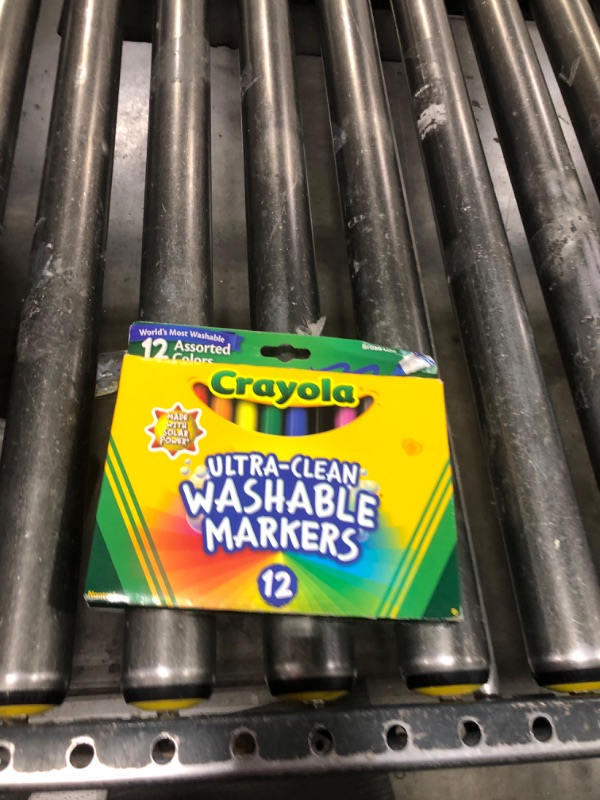 World's Most Washable
12 Assorted
Colors
Crayola
MADE
WITH
SOLAR
POWER*
ULTRA-CLEAN
WASHABLE
MARKERS
12